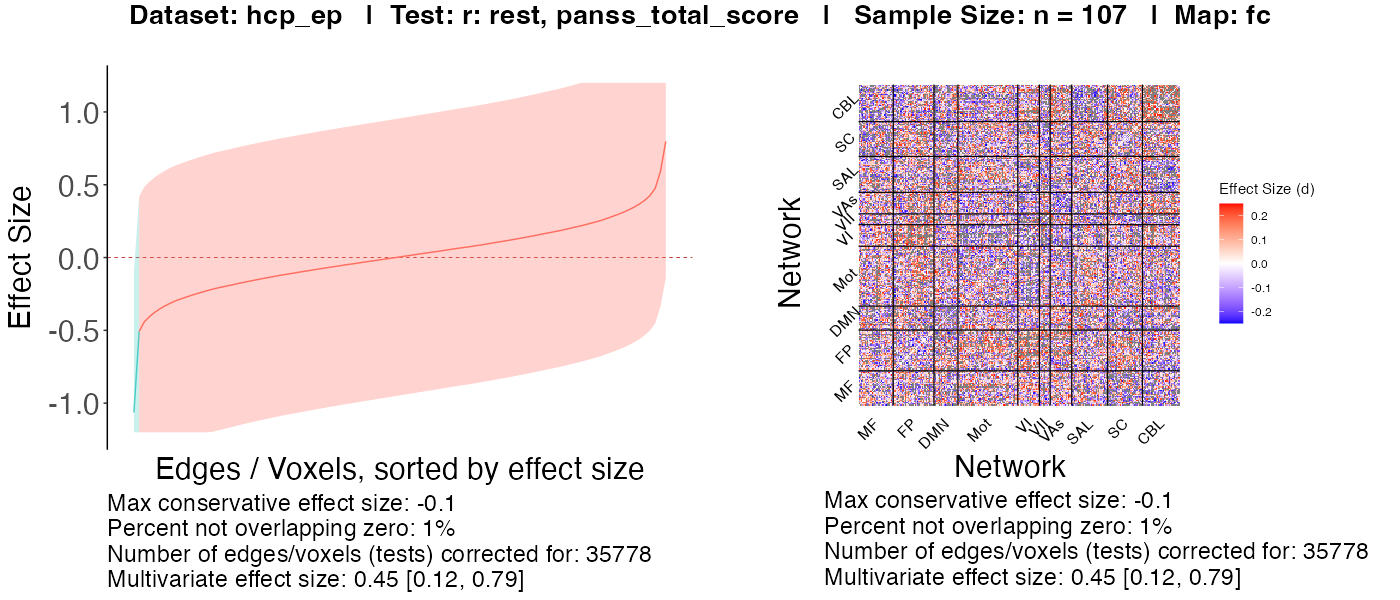 Dataset: hcp_ep | Test: r: rest, panss_total_score | Sample Size: n = 107 | Map: fc
Effect Size
1.0
0.5
0.0
-0.5
-1.0
Edges / Voxels, sorted by effect size
Max conservative effect size: -0.1
Percent not overlapping zero: 1%
Number of edges/voxels (tests) corrected for: 35778
Multivariate effect size: 0.45 [0.12, 0.79]
Network
CBL
SC
SAL
VAs
VII
VI
Mot
DMN
FP
MF
MF FP DMN Mot VI VII VAs SAL SC CBL
Network
Effect Size (d)
0.2
0.1
0.0
-0.1
-0.2
Max conservative effect size: -0.1
Percent not overlapping zero: 1%
Number of edges/voxels (tests) corrected for: 35778
Multivariate effect size: 0.45 [0.12, 0.79]